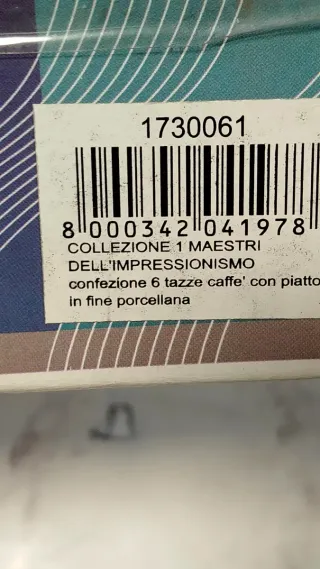 1730061
8 000342 041978
COLLEZIONE 1 MAESTRI
DELL'IMPRESSIONISMO
confezione 6 tazze caffe' con piatto
in fine porcellana